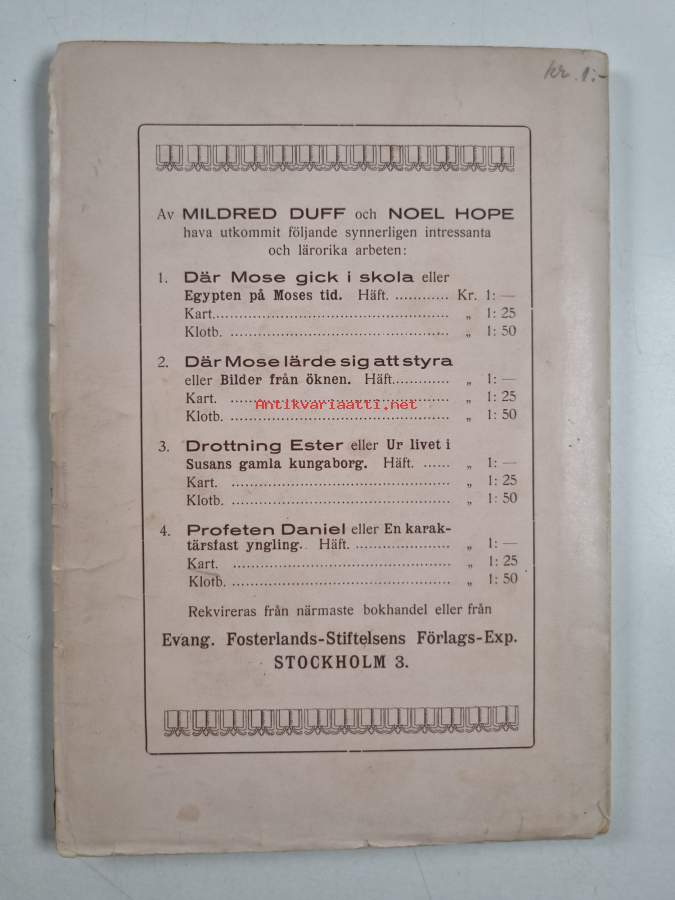 kr. 1:-
Av MILDRED DUFF och NOEL HOPE
hava utkommit följande synnerligen intressanta
och lärorika arbeten:
1. Där Mose gick i skola eller
Egypten på Moses tid. Häft. ............ Kr. 1: —
Kart. .................................................... „ 1: 25
Klotb. .................................................... „ 1: 50
2. Där Mose lärde sig att styra
eller Bilder från öknen. Häft. ............ „ 1: —
Kart. .................................................... „ 1: 25
Antikvariaatti.net
Klotb. .................................................... „ 1: 50
3. Drottning Ester eller Ur livet i
Susans gamla kungaborg. Häft. ...... „ 1: —
Kart. .................................................... „ 1: 25
Klotb. .................................................... „ 1: 50
4. Profeten Daniel eller En karak-
tärsfast yngling. Häft. ..................... „ 1: —
Kart. .................................................... „ 1: 25
Klotb. .................................................... „ 1: 50
Rekvireras från närmaste bokhandel eller från
Evang. Fosterlands-Stiftelsens Förlags-Exp.
STOCKHOLM 3.